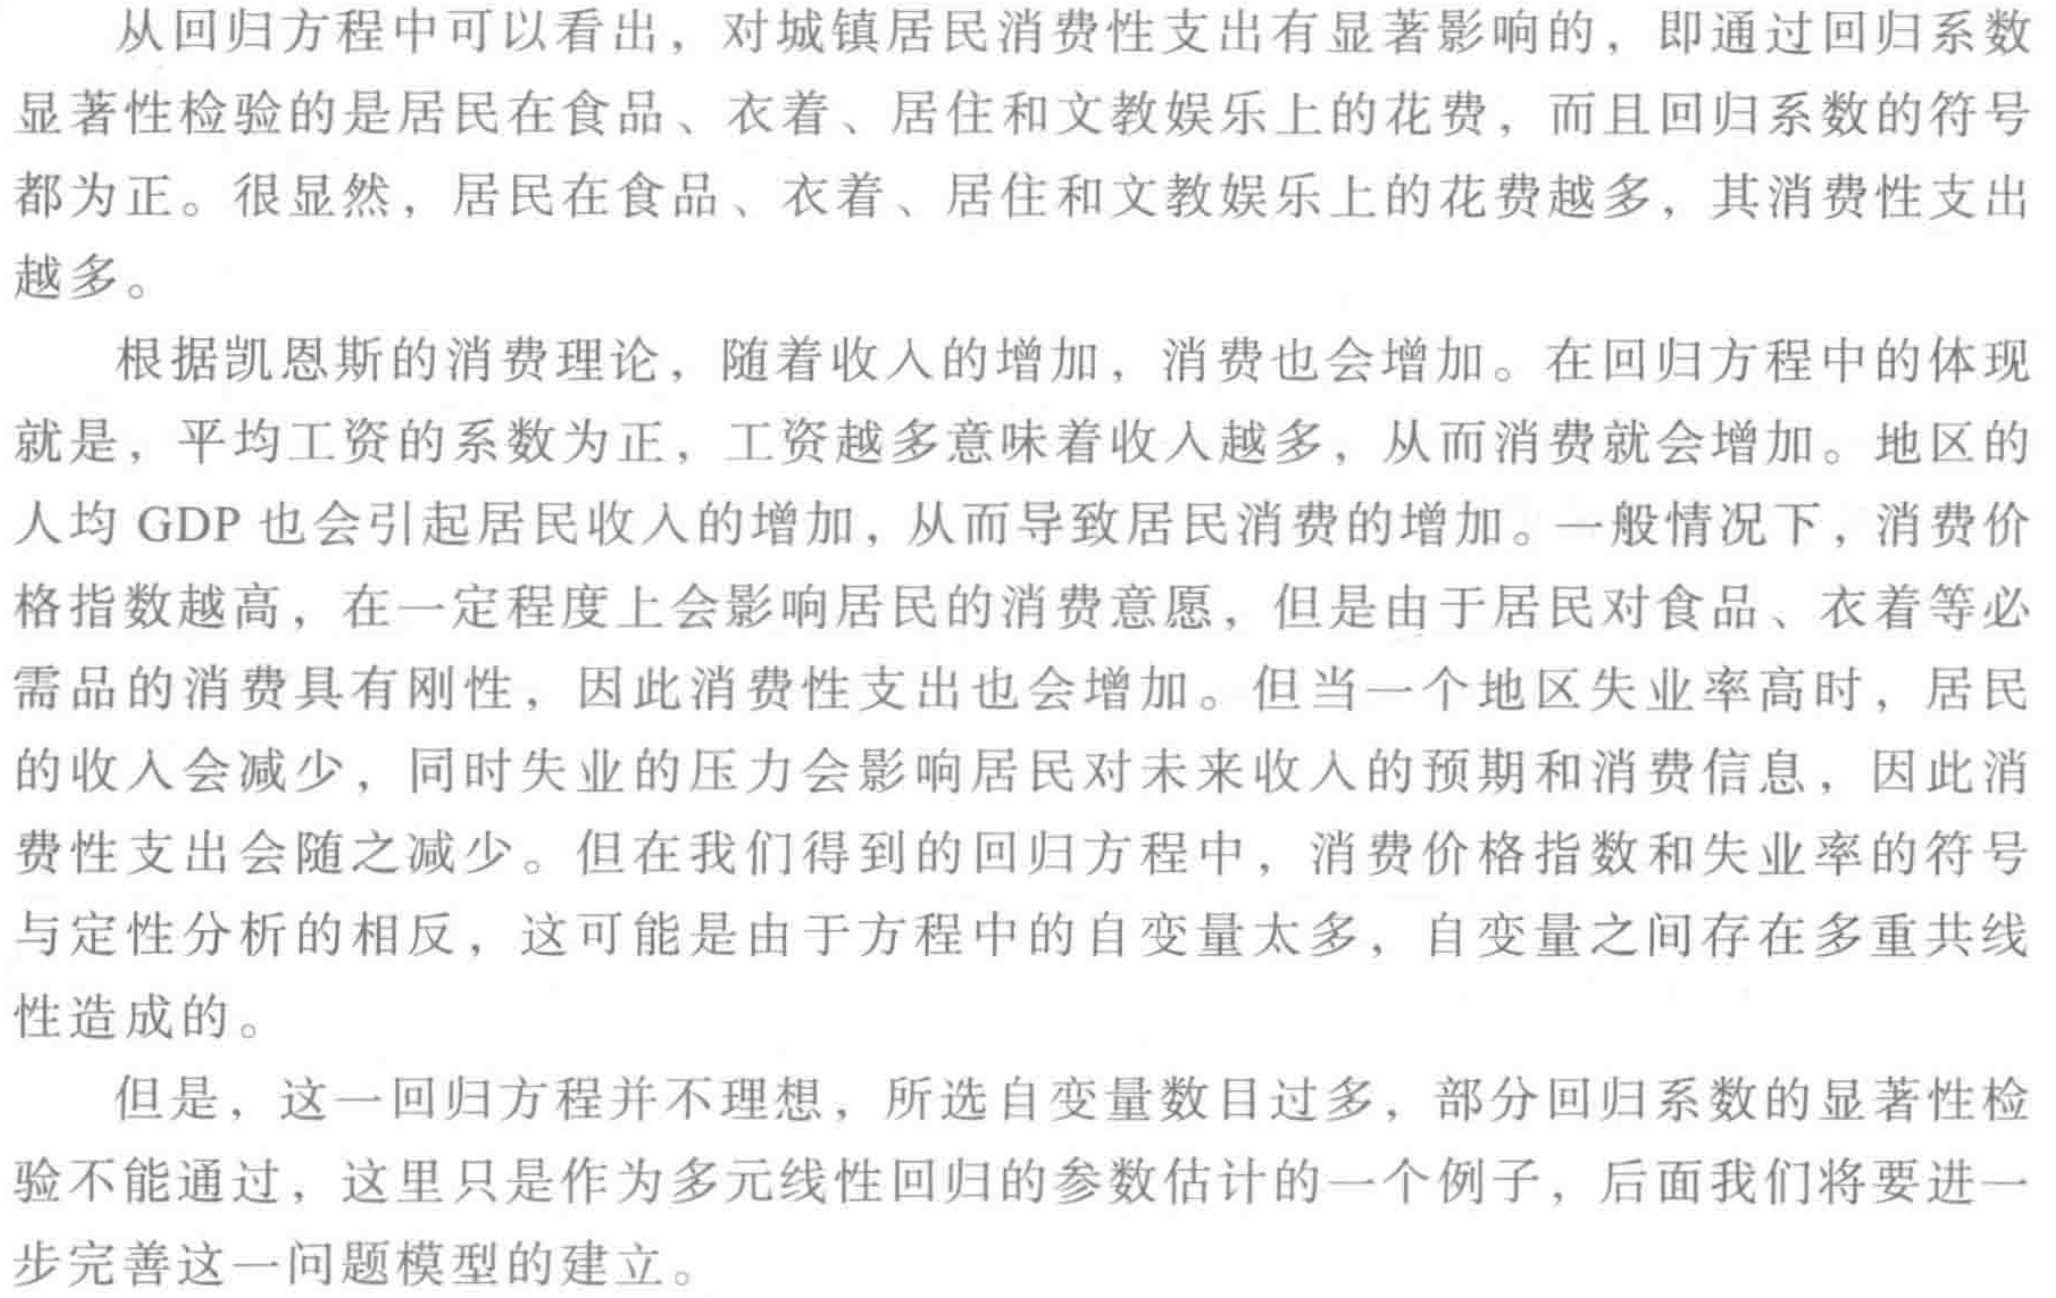 从回归方程中可以看出，对城镇居民消费性支出有显著影响的，即通过回归系数
显著性检验的是居民在食品、衣着、居住和文教娱乐上的花费，而且回归系数的符号
都为正。很显然，居民在食品、衣着、居住和文教娱乐上的花费越多，其消费性支出
越多。
根据凯恩斯的消费理论，随着收入的增加，消费也会增加。在回归方程中的体现
就是，平均工资的系数为正，工资越多意味着收入越多，从而消费就会增加。地区的
人均 GDP 也会引起居民收入的增加，从而导致居民消费的增加。一般情况下，消费价
格指数越高，在一定程度上会影响居民的消费意愿，但是由于居民对食品、衣着等必
需品的消费具有刚性，因此消费性支出也会增加。但当一个地区失业率高时，居民
的收入会减少，同时失业的压力会影响居民对未来收入的预期和消费信息，因此消
费性支出会随之减少。但在我们得到的回归方程中，消费价格指数和失业率的符号
与定性分析的相反，这可能是由于方程中的自变量太多，自变量之间存在多重共线
性造成的。
但是，这一回归方程并不理想，所选自变量数目过多，部分回归系数的显著性检
验不能通过，这里只是作为多元线性回归的参数估计的一个例子，后面我们将要进一
步完善这一问题模型的建立。